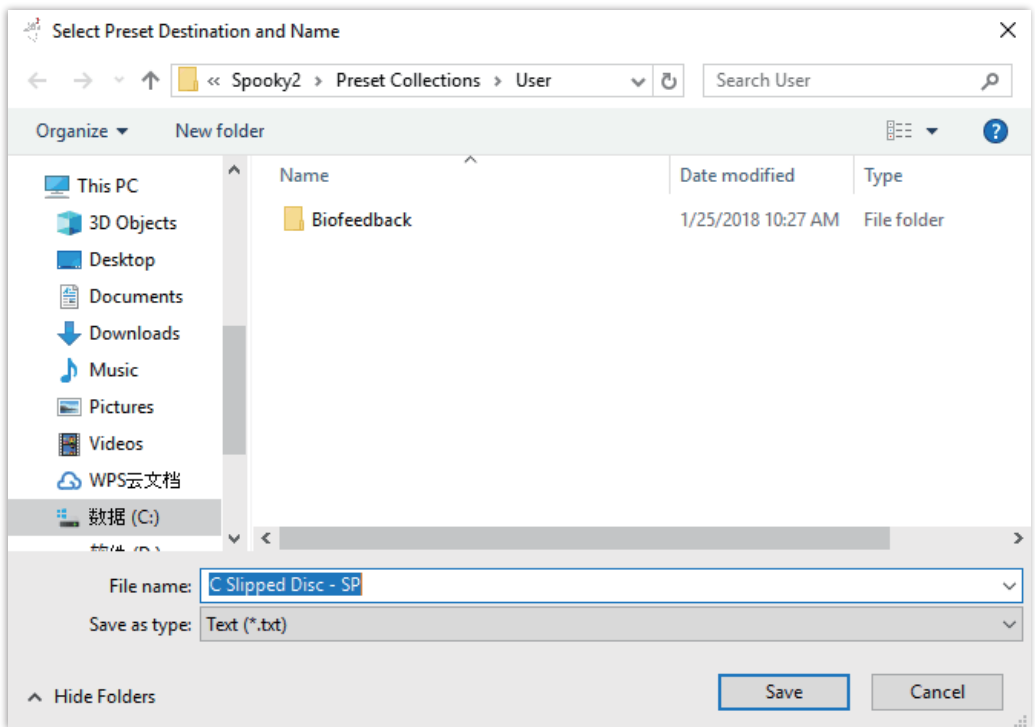 Select Preset Destination and Name
« Spooky2 › Preset Collections › User
Search User
Organize
New folder
Name
Date modified
Type
This PC
3D Objects
Desktop
Documents
Downloads
Music
Pictures
Videos
WPS云文档
数据 (C:)
Biofeedback
1/25/2018 10:27 AM
File folder
File name: C Slipped Disc - SP
Save as type: Text (*.txt)
Hide Folders
Save
Cancel